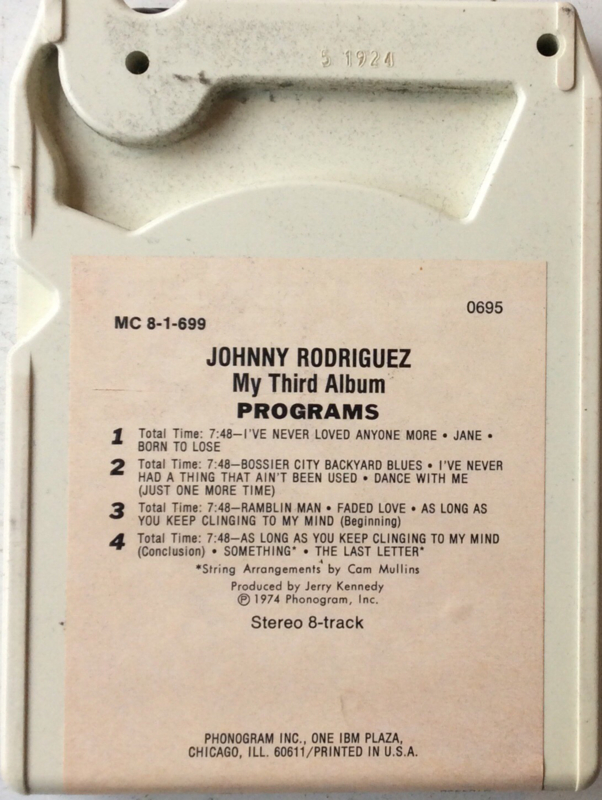 5 1924
0695
MC 8-1-699
JOHNNY RODRIGUEZ
My Third Album
PROGRAMS
1 Total Time: 7:48—I'VE NEVER LOVED ANYONE MORE • JANE •
BORN TO LOSE
2 Total Time: 7:48—BOSSIER CITY BACKYARD BLUES • I'VE NEVER
HAD A THING THAT AIN'T BEEN USED • DANCE WITH ME
(JUST ONE MORE TIME)
3 Total Time: 7:48—RAMBLIN MAN • FADED LOVE • AS LONG AS
YOU KEEP CLINGING TO MY MIND (Beginning)
4 Total Time: 7:48—AS LONG AS YOU KEEP CLINGING TO MY MIND
(Conclusion) • SOMETHING* • THE LAST LETTER*
*String Arrangements by Cam Mullins
Produced by Jerry Kennedy
℗ 1974 Phonogram, Inc.
Stereo 8-track
PHONOGRAM INC., ONE IBM PLAZA,
CHICAGO, ILL. 60611/PRINTED IN U.S.A.